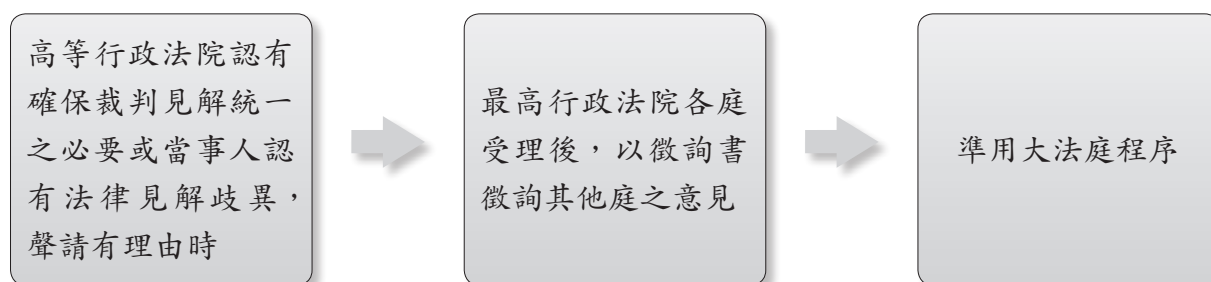 高等行政法院認有
確保裁判見解統一
之必要或當事人認
有法律見解歧異，
聲請有理由時
最高行政法院各庭
受理後，以徵詢書
徵詢其他庭之意見
準用大法庭程序